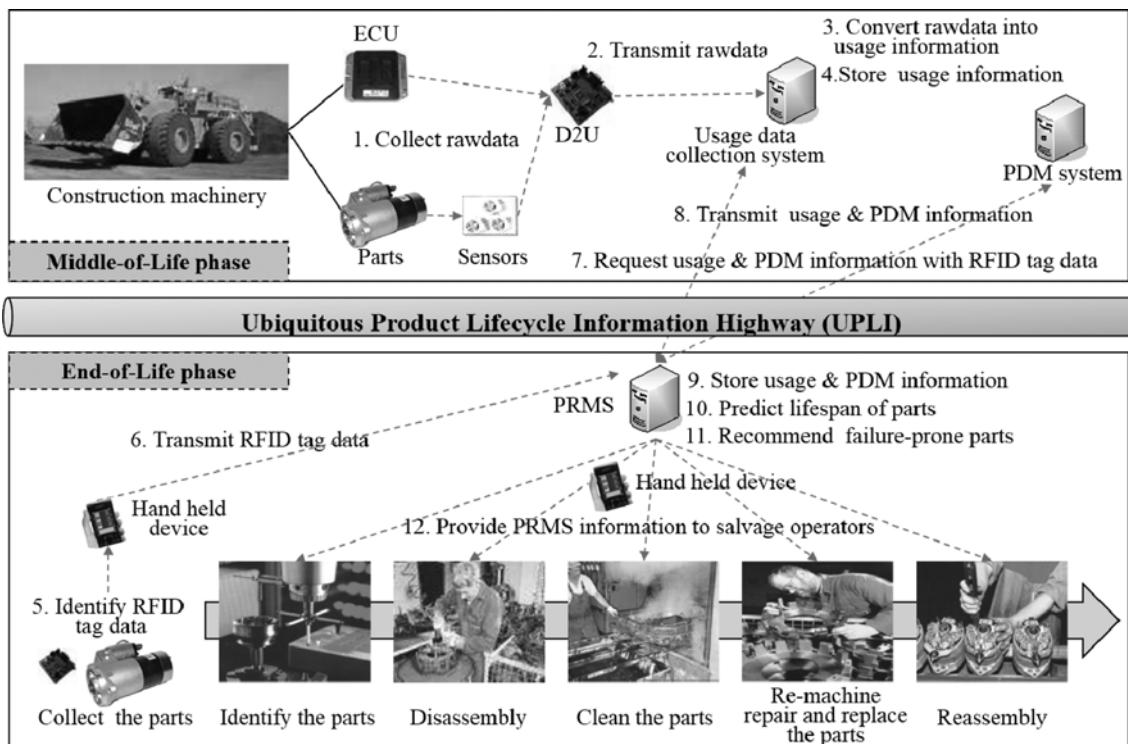 ECU
2. Transmit rawdata
3. Convert rawdata into
usage information
4.Store usage information
1. Collect rawdata
D2U
Usage data
collection system
PDM system
Construction machinery
8. Transmit usage & PDM information
Parts
Sensors
7. Request usage & PDM information with RFID tag data
Middle-of-Life phase
Ubiquitous Product Lifecycle Information Highway (UPLI)
End-of-Life phase
PRMS
9. Store usage & PDM information
10. Predict lifespan of parts
11. Recommend failure-prone parts
6. Transmit RFID tag data
Hand held
device
Hand held device
12. Provide PRMS information to salvage operators
5. Identify RFID
tag data
Collect the parts
Identify the parts
Disassembly
Clean the parts
Re-machine
repair and replace
the parts
Reassembly